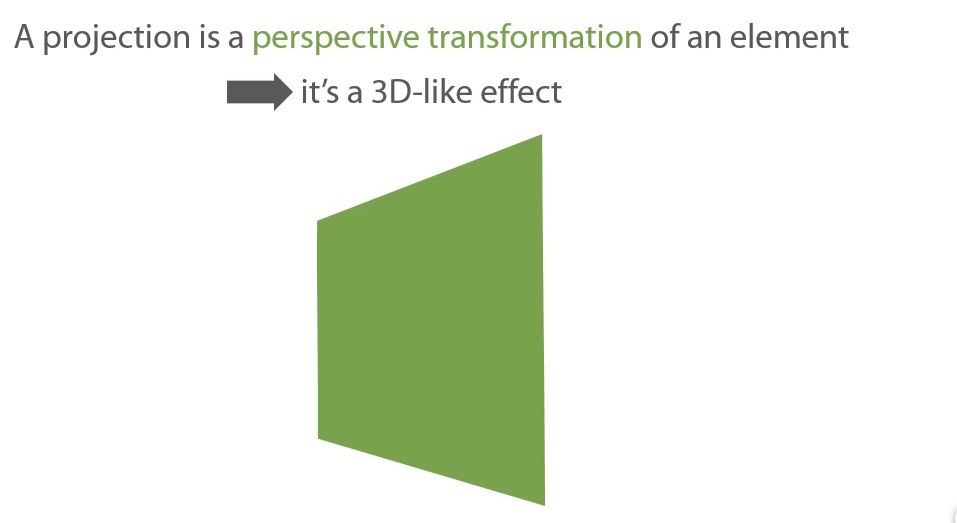 A projection is a perspective transformation of an element
it’s a 3D-like effect